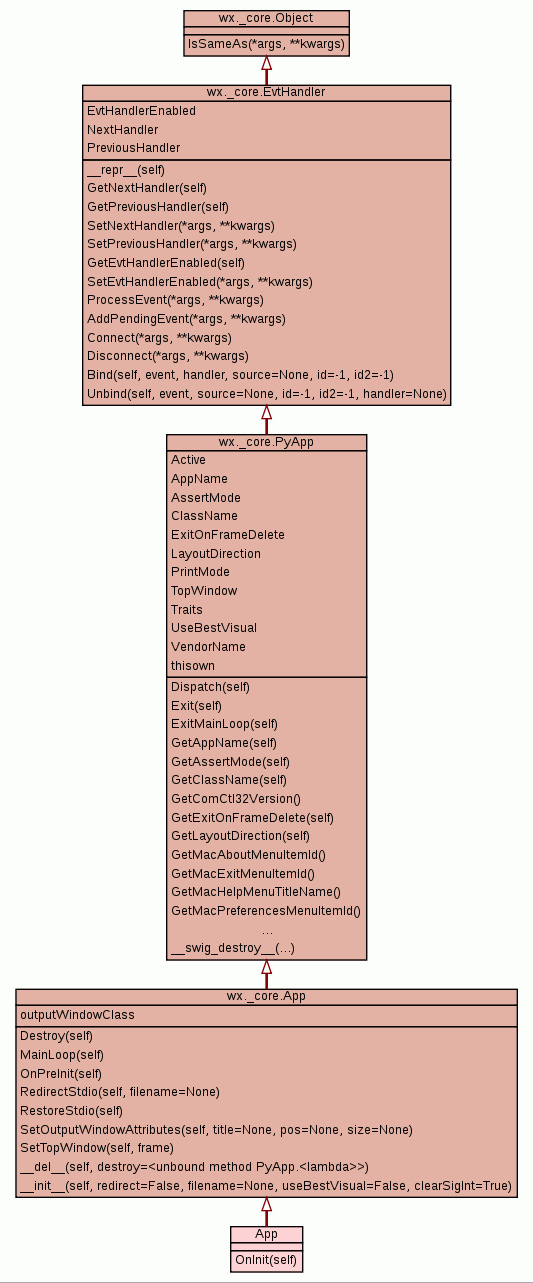 wx._core.Object
IsSameAs(*args, **kwargs)
wx._core.EvtHandler
EvtHandlerEnabled
NextHandler
PreviousHandler
__repr__(self)
GetNextHandler(self)
GetPreviousHandler(self)
SetNextHandler(*args, **kwargs)
SetPreviousHandler(*args, **kwargs)
GetEvtHandlerEnabled(self)
SetEvtHandlerEnabled(*args, **kwargs)
ProcessEvent(*args, **kwargs)
AddPendingEvent(*args, **kwargs)
Connect(*args, **kwargs)
Disconnect(*args, **kwargs)
Bind(self, event, handler, source=None, id=-1, id2=-1)
Unbind(self, event, source=None, id=-1, id2=-1, handler=None)
wx._core.PyApp
Active
AppName
AssertMode
ClassName
ExitOnFrameDelete
LayoutDirection
PrintMode
TopWindow
Traits
UseBestVisual
VendorName
thisown
Dispatch(self)
Exit(self)
ExitMainLoop(self)
GetAppName(self)
GetAssertMode(self)
GetClassName(self)
GetComCtl32Version()
GetExitOnFrameDelete(self)
GetLayoutDirection(self)
GetMacAboutMenuItemId()
GetMacExitMenuItemId()
GetMacHelpMenuTitleName()
GetMacPreferencesMenuItemId()
...
__swig_destroy__(...)
wx._core.App
outputWindowClass
Destroy(self)
MainLoop(self)
OnPreInit(self)
RedirectStdio(self, filename=None)
RestoreStdio(self)
SetOutputWindowAttributes(self, title=None, pos=None, size=None)
SetTopWindow(self, frame)
__del__(self, destroy=<unbound method PyApp.<lambda>>)
__init__(self, redirect=False, filename=None, useBestVisual=False, clearSigInt=True)
App
OnInit(self)